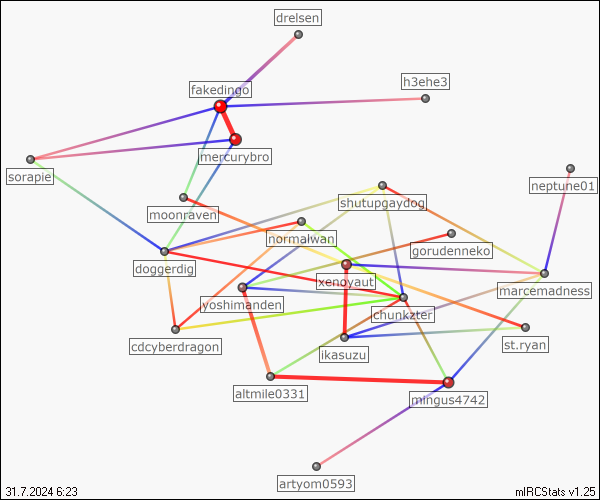 drelsen
h3ehe3
fakedingo
mercurybro
sorapie
neptune01
shutupgaydog
moonraven
normalwan
gorudenneko
doggerdig
xenoyaut
marcemadness
yoshimanden
chunkzter
cdcyberdragon
ikasuzu
st.ryan
altmile0331
mingus4742
artyom0593
31.7.2024 6:23
mIRCStats v1.25